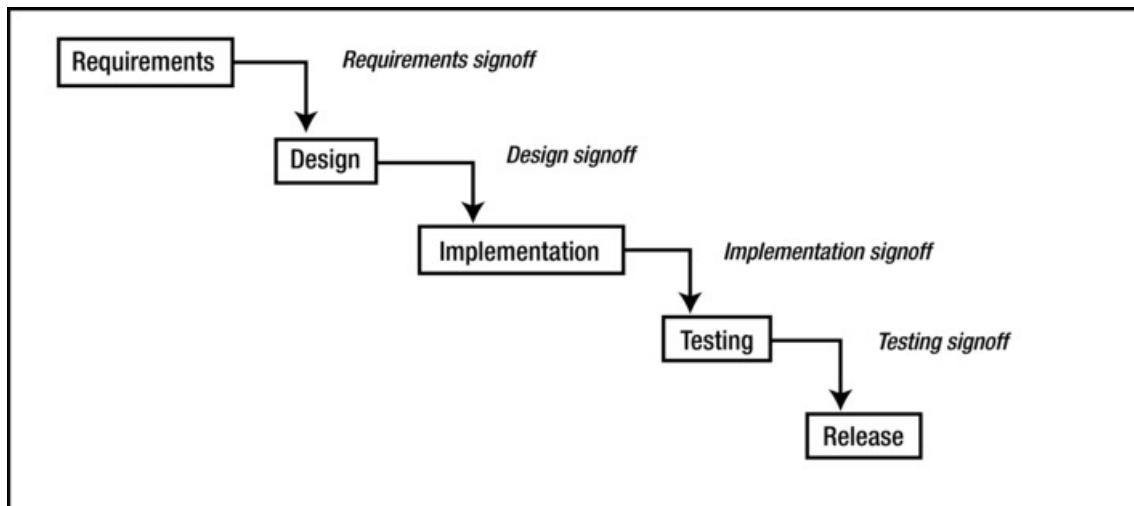 Requirements
Requirements signoff
Design
Design signoff
Implementation
Implementation signoff
Testing
Testing signoff
Release